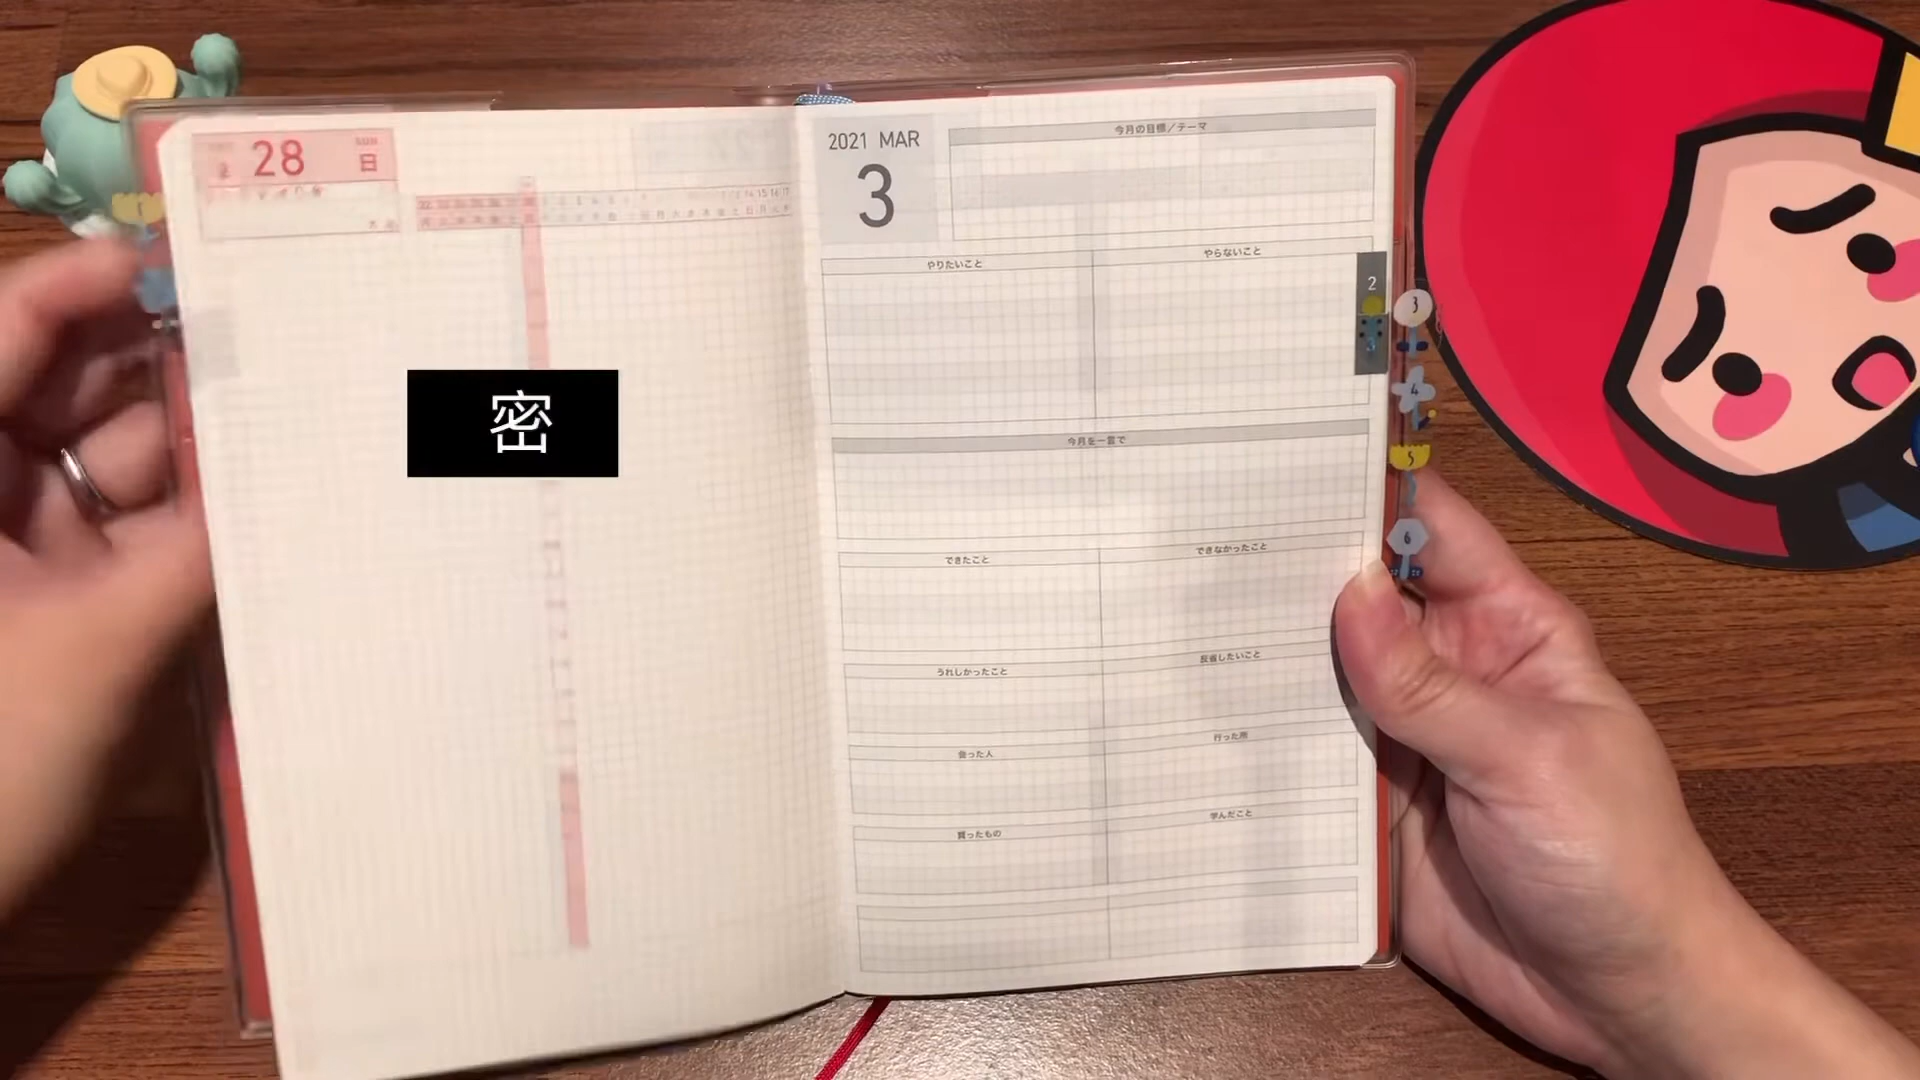 2
28
SUN
日
密
2021 MAR
3
今月の目標/テーマ
やりたいこと
やらないこと
今月を一言で
できたこと
できなかったこと
うれしかったこと
反省したいこと
会った人
行った所
買ったもの
学んだこと
2
3
3
4
5
6